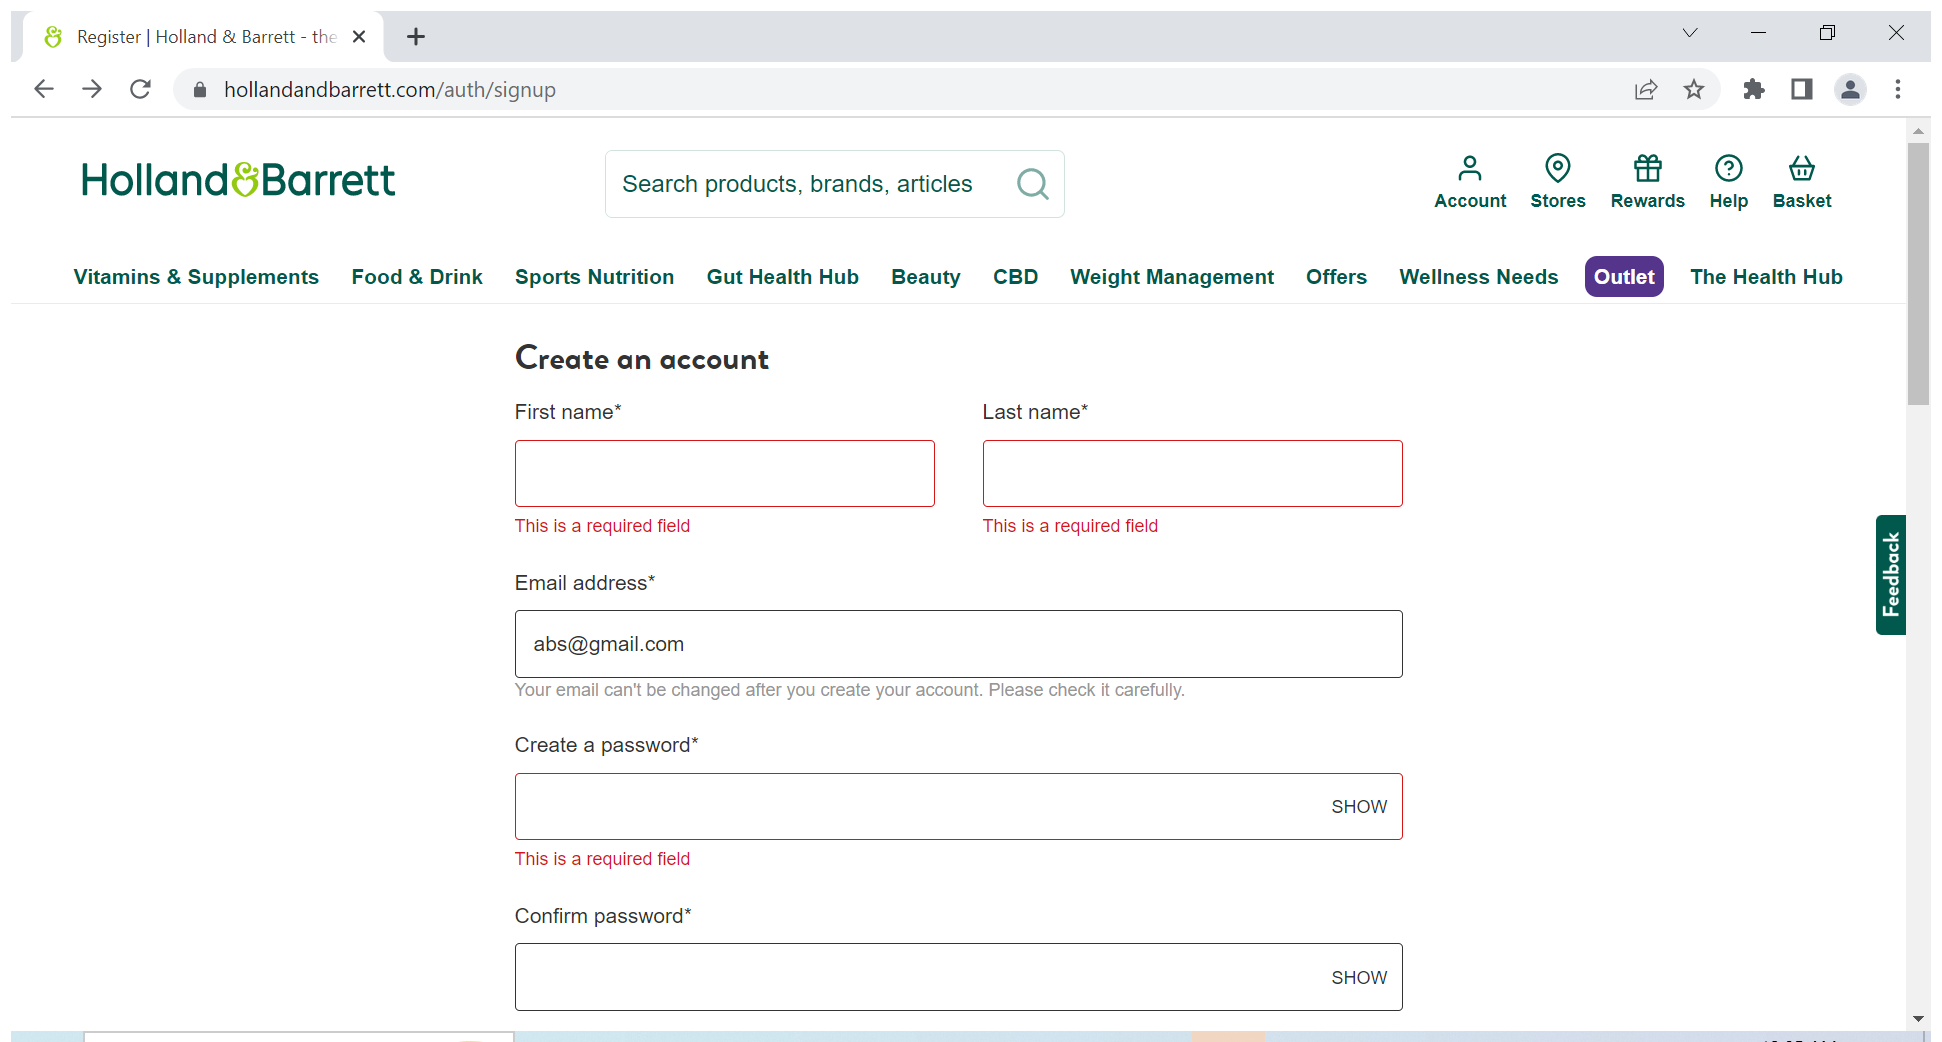 Register | Holland & Barrett - the
hollandandbarrett.com/auth/signup
Holland & Barrett
Search products, brands, articles
Account Stores Rewards Help Basket
Vitamins & Supplements Food & Drink Sports Nutrition Gut Health Hub Beauty CBD Weight Management Offers Wellness Needs Outlet The Health Hub
Create an account
First name* Last name*
This is a required field This is a required field
Feedback
Email address*
abs@gmail.com
Your email can't be changed after you create your account. Please check it carefully.
Create a password*
SHOW
This is a required field
Confirm password*
SHOW